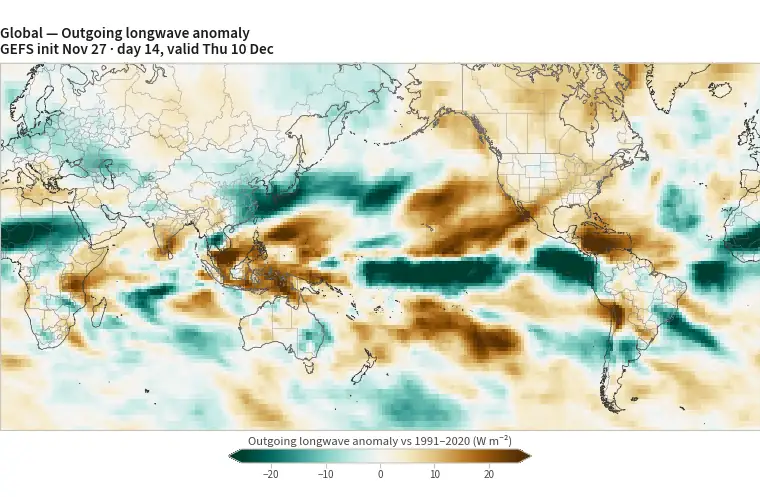 Global — Outgoing longwave anomaly
GEFS init Nov 27 · day 14, valid Thu 10 Dec
Outgoing longwave anomaly vs 1991–2020 (W m⁻²)
−20 −10 0 10 20